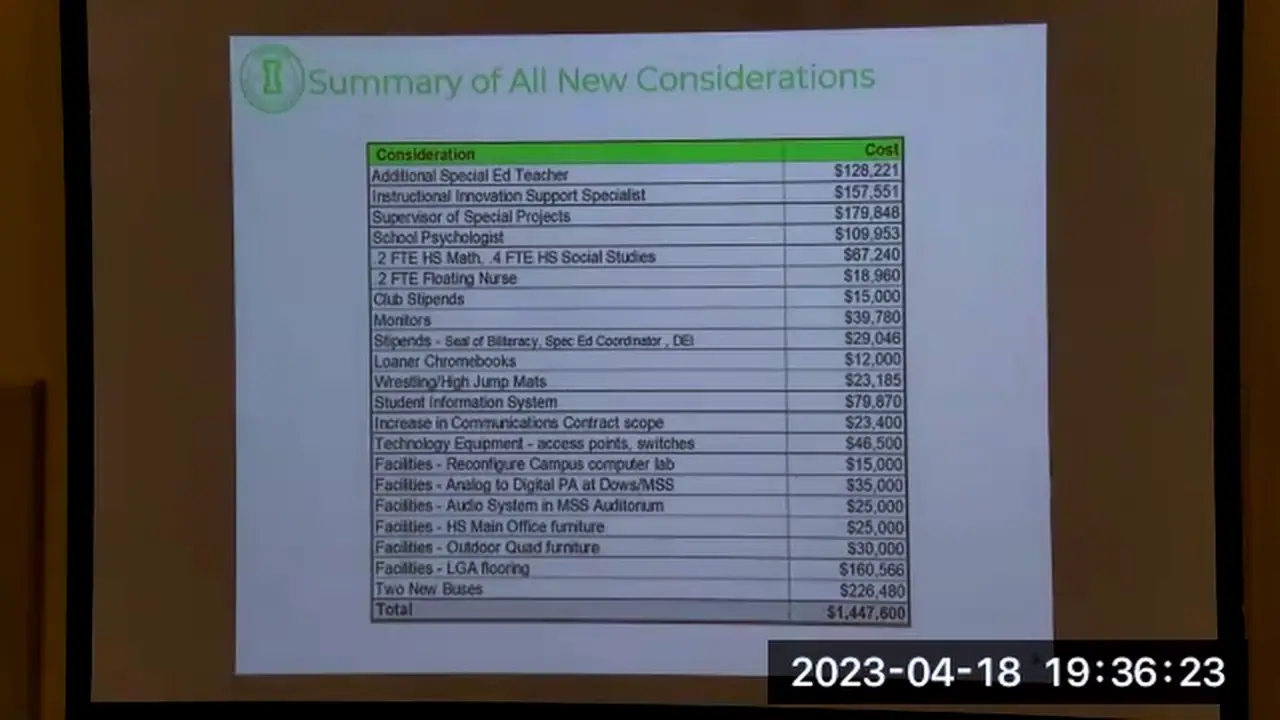 I
Summary of All New Considerations
Consideration Cost
Additional Special Ed Teacher $128,221
Instructional Innovation Support Specialist $157,551
Supervisor of Special Projects $179,848
School Psychologist $109,953
.2 FTE HS Math, .4 FTE HS Social Studies $67,240
.2 FTE Floating Nurse $18,960
Club Stipends $15,000
Monitors $39,780
Stipends - Seal of Biliteracy, Spec Ed Coordinator , DEI $29,046
Loaner Chromebooks $12,000
Wrestling/High Jump Mats $23,185
Student Information System $79,870
Increase in Communications Contract scope $23,400
Technology Equipment - access points, switches $46,500
Facilities - Reconfigure Campus computer lab $15,000
Facilities - Analog to Digital PA at Dows/MSS $35,000
Facilities - Audio System in MSS Auditorium $25,000
Facilities - HS Main Office furniture $25,000
Facilities - Outdoor Quad furniture $30,000
Facilities - LGA flooring $160,566
Two New Buses $226,480
Total $1,447,600
2023-04-18 19:36:23